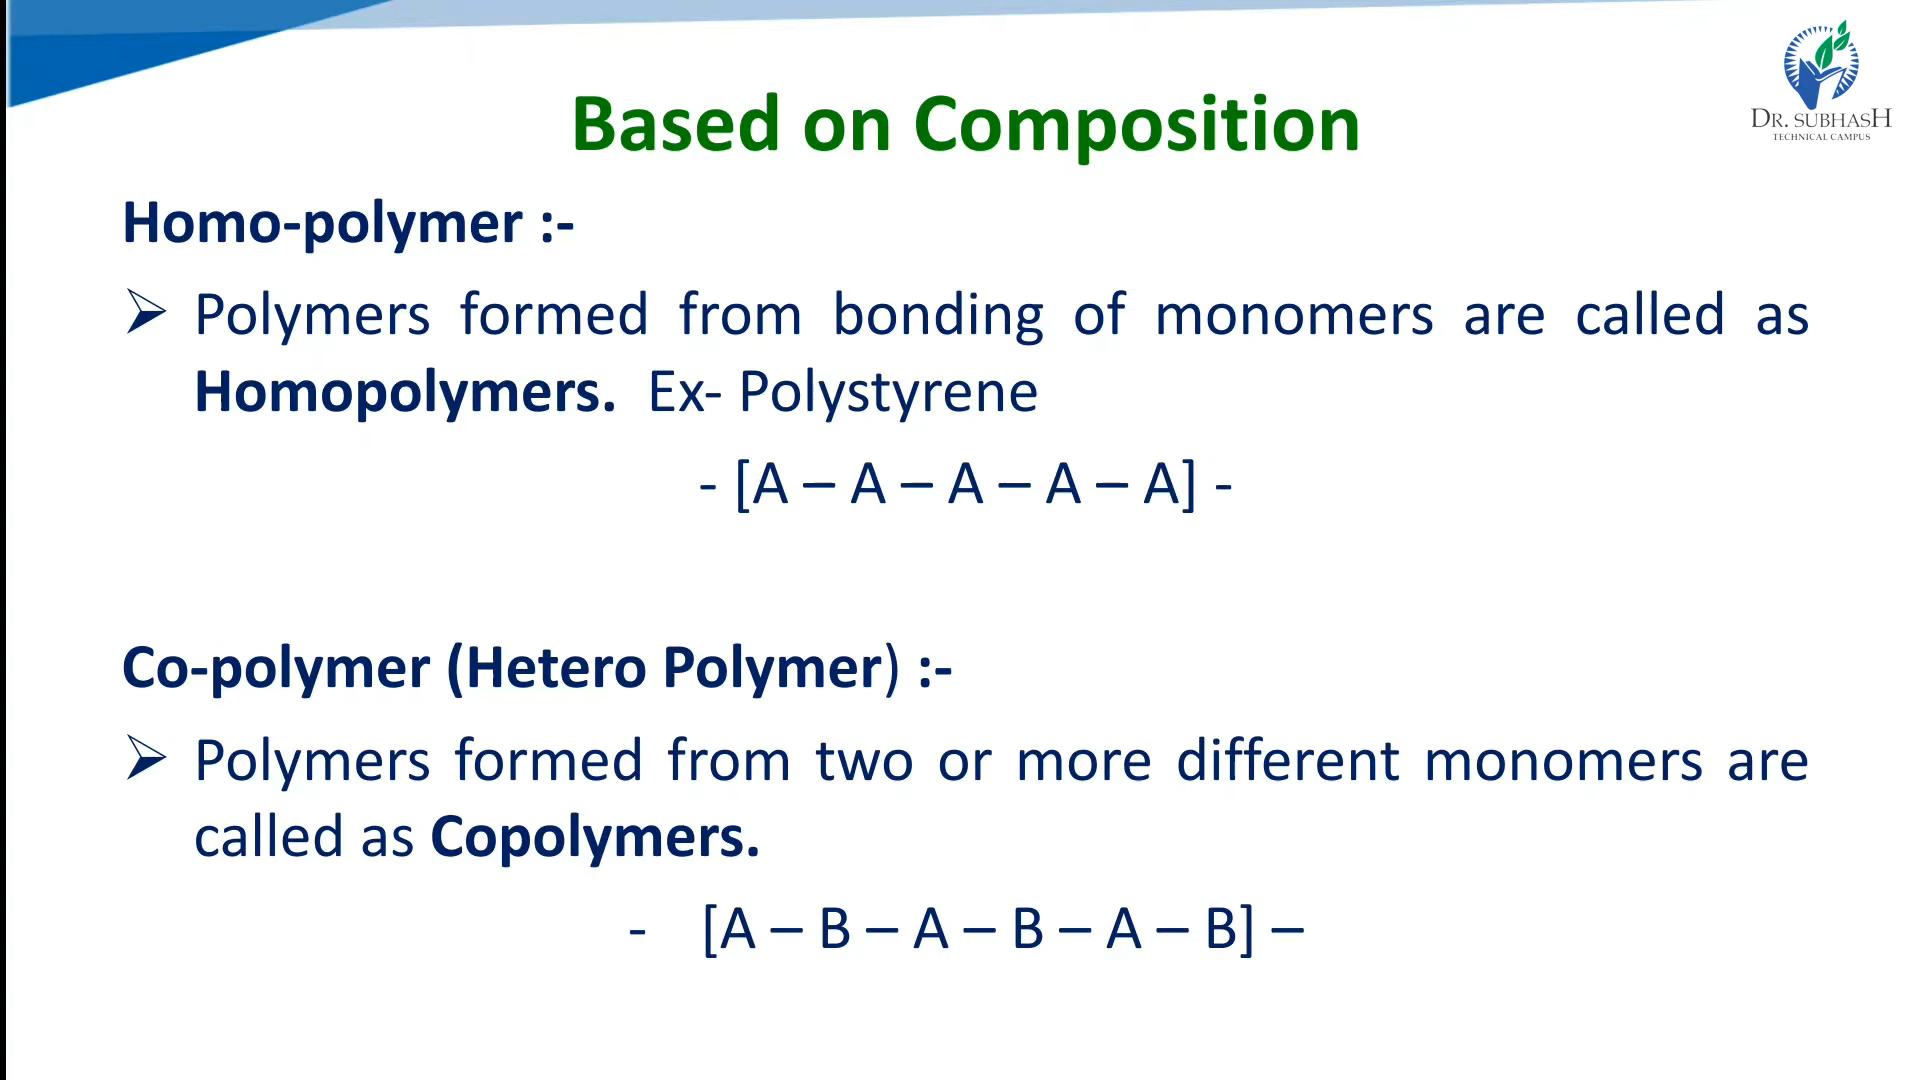 DR. SUBHASH
TECHNICAL CAMPUS
Based on Composition
Homo-polymer :-
➢ Polymers formed from bonding of monomers are called as
Homopolymers. Ex- Polystyrene
- [A – A – A – A – A] -
Co-polymer (Hetero Polymer) :-
➢ Polymers formed from two or more different monomers are
called as Copolymers.
- [A – B – A – B – A – B] –